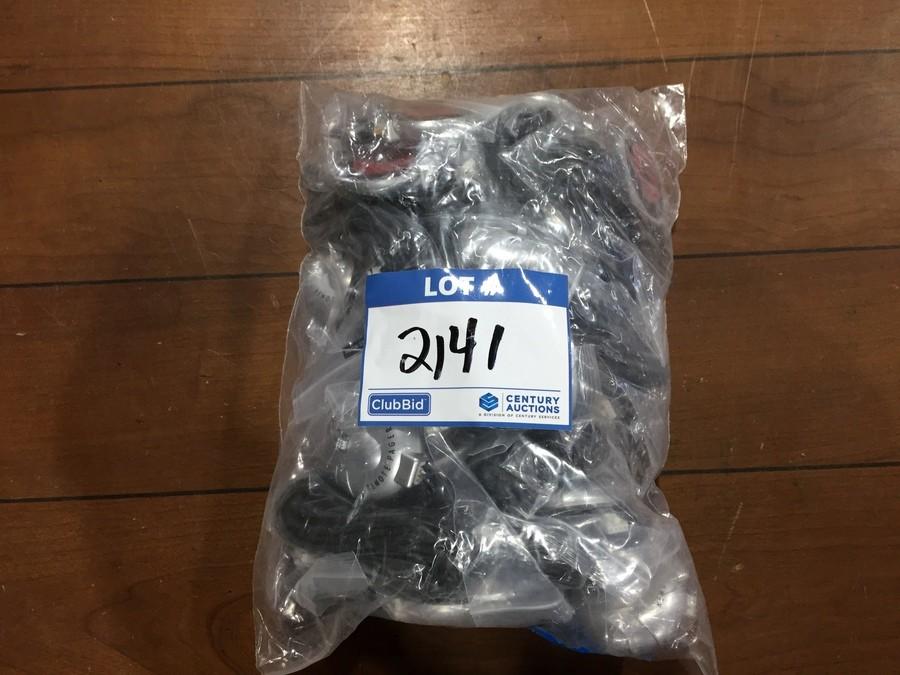 LOT #
2141
ClubBid
CENTURY
AUCTIONS
A DIVISION OF CENTURY SERVICES